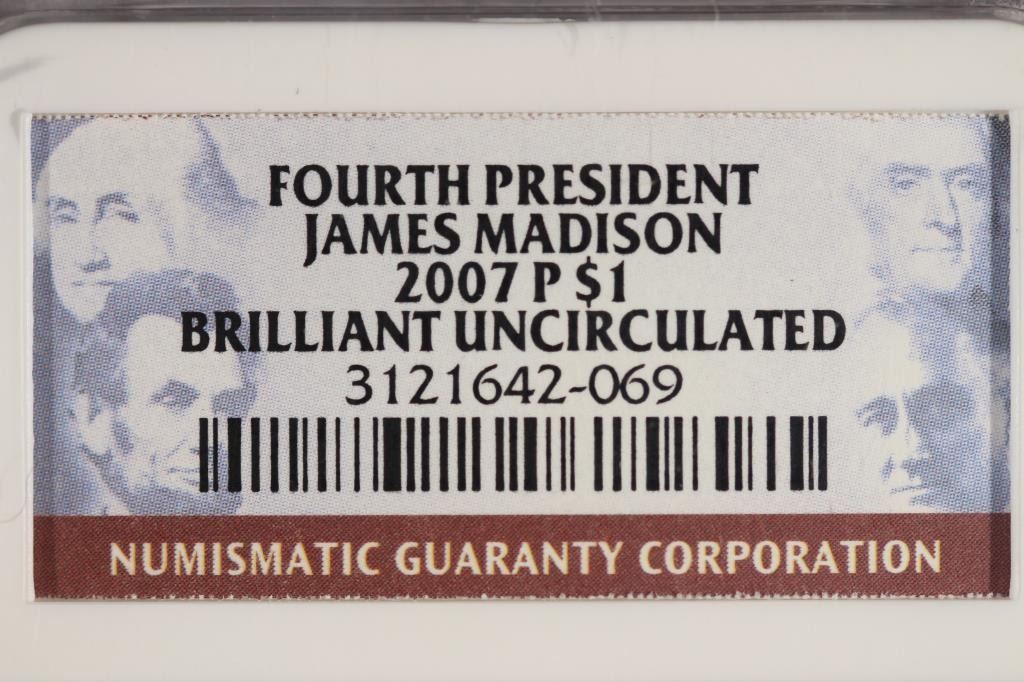 FOURTH PRESIDENT
JAMES MADISON
2007 P $1
BRILLIANT UNCIRCULATED
3121642-069
NUMISMATIC GUARANTY CORPORATION